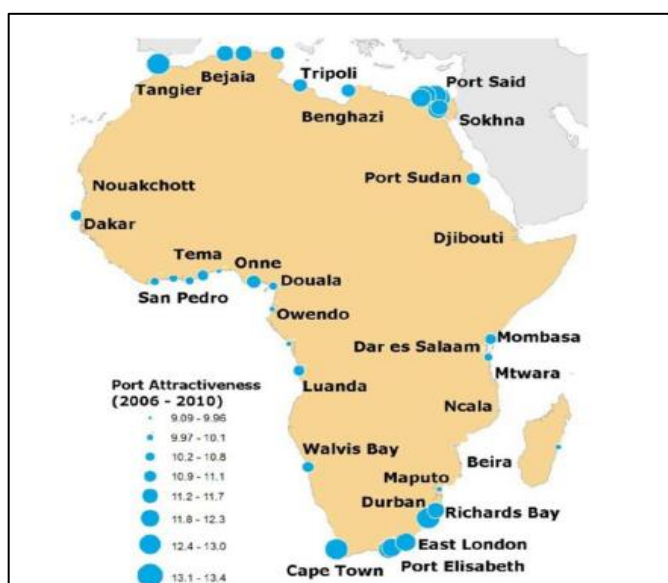 Tangier
Bejaia
Tripoli
Benghazi
Port Said
Sokhna
Nouakchott
Port Sudan
Dakar
Djibouti
Tema
Onne
San Pedro
Douala
Owendo
Dar es Salaam
Mombasa
Mtwara
Luanda
Ncala
Walvis Bay
Beira
Maputo
Durban
Richards Bay
East London
Cape Town
Port Elisabeth
Port Attractiveness
(2006 - 2010)
9.09 - 9.96
9.97 - 10.1
10.2 - 10.8
10.9 - 11.1
11.2 - 11.7
11.8 - 12.3
12.4 - 13.0
13.1 - 13.4